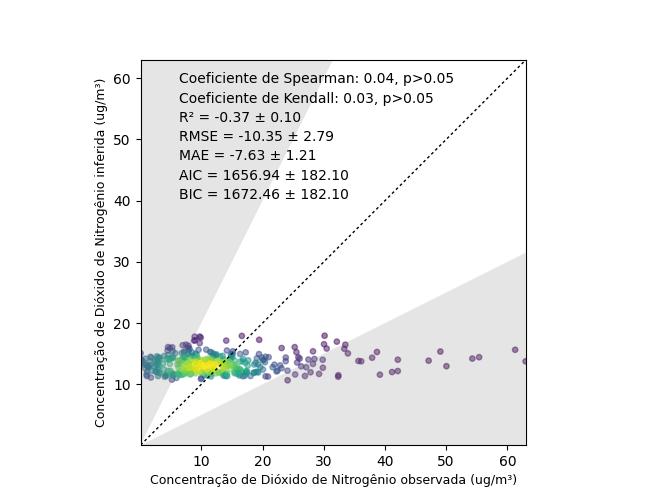 Coeficiente de Spearman: 0.04, p>0.05
Coeficiente de Kendall: 0.03, p>0.05
R² = -0.37 ± 0.10
RMSE = -10.35 ± 2.79
MAE = -7.63 ± 1.21
AIC = 1656.94 ± 182.10
BIC = 1672.46 ± 182.10
Concentração de Dióxido de Nitrogênio inferida (ug/m³)
60
50
40
30
20
10
10 20 30 40 50 60
Concentração de Dióxido de Nitrogênio observada (ug/m³)